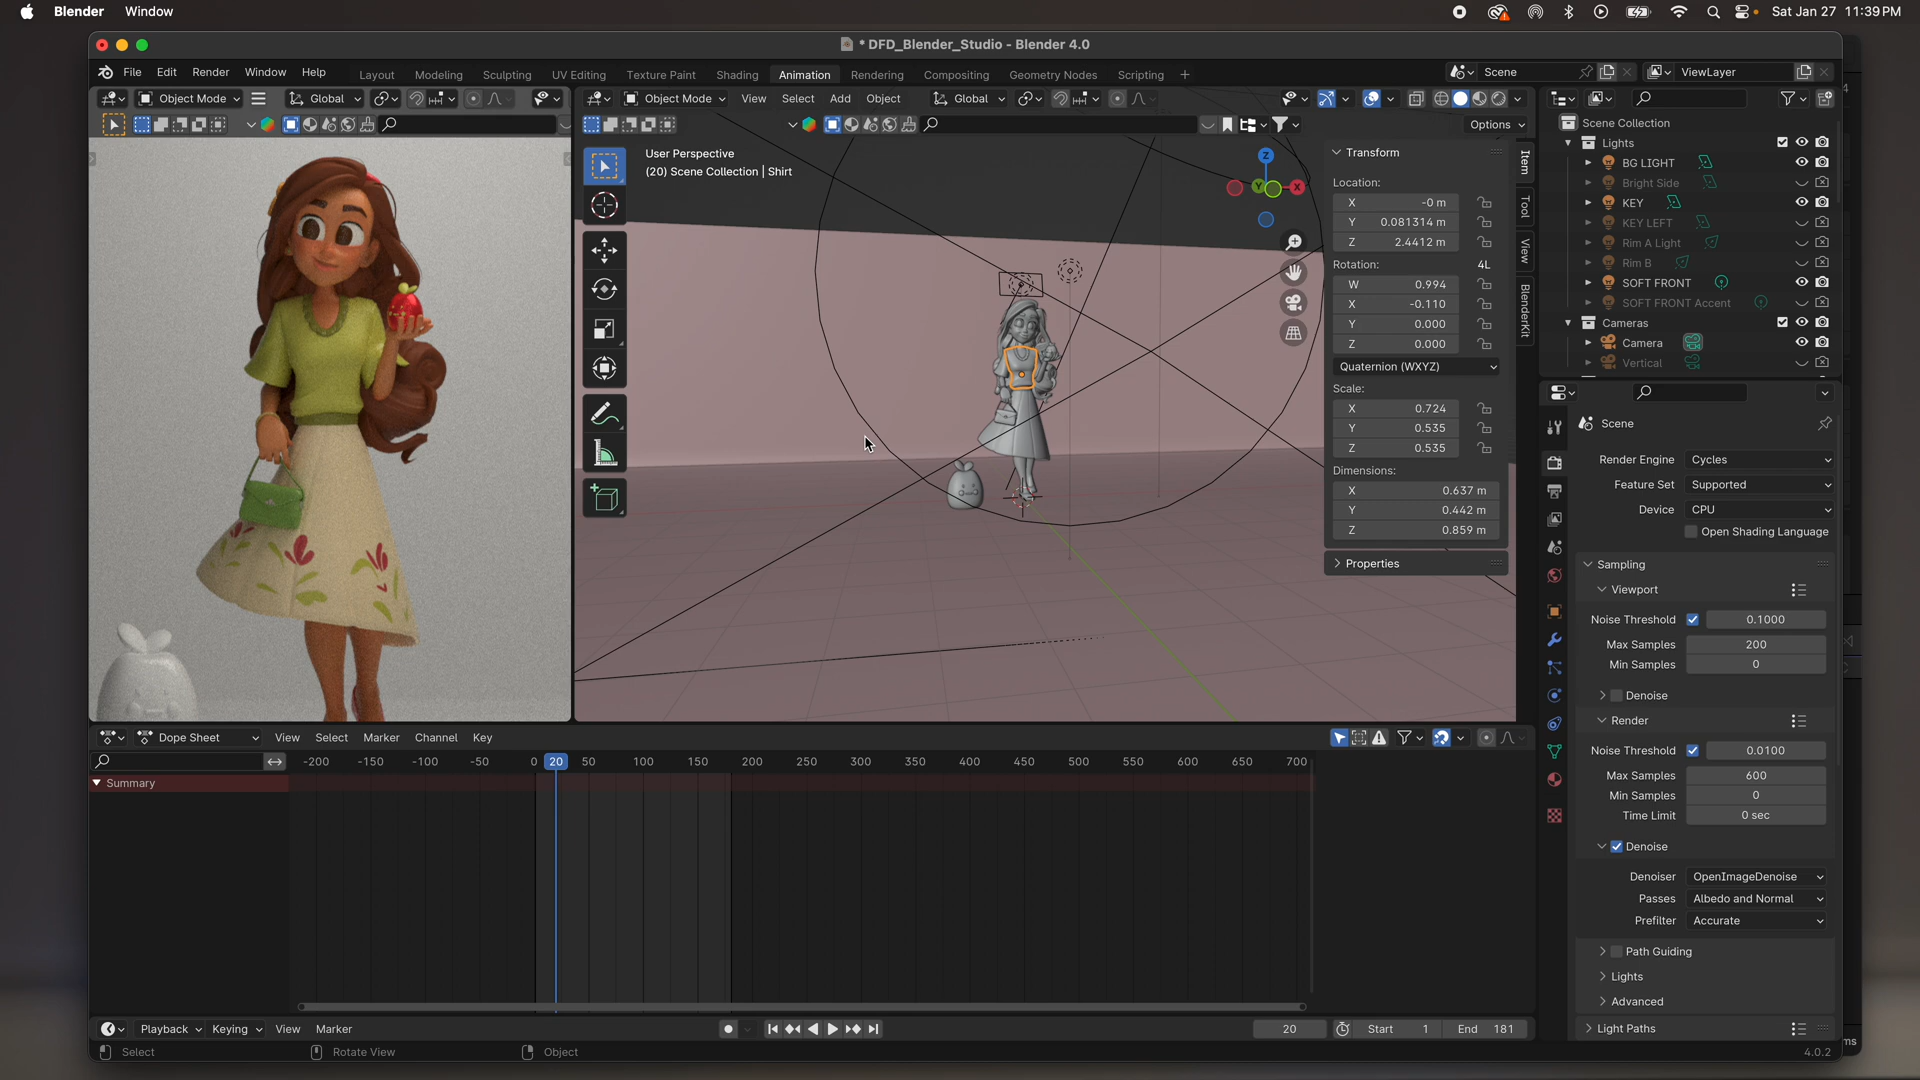 Blender Window Sat Jan 27 11:39 PM
* DFD_Blender_Studio - Blender 4.0
File Edit Render Window Help Layout Modeling Sculpting UV Editing Texture Paint Shading Animation Rendering Compositing Geometry Nodes Scripting + Scene ViewLayer
Object Mode Global Object Mode View Select Add Object Global
Options
User Perspective
(20) Scene Collection | Shirt
Z
Y
X
Transform
Location:
X -0 m
Y 0.081314 m
Z 2.4412 m
Rotation: 4L
W 0.994
X -0.110
Y 0.000
Z 0.000
Quaternion (WXYZ)
Scale:
X 0.724
Y 0.535
Z 0.535
Dimensions:
X 0.637 m
Y 0.442 m
Z 0.859 m
Properties
Item
Tool
View
BlenderKit
Scene Collection
Lights
BG LIGHT
Bright Side
KEY
KEY LEFT
Rim A Light
Rim B
SOFT FRONT
SOFT FRONT Accent
Cameras
Camera
Vertical
Scene
Render Engine Cycles
Feature Set Supported
Device CPU
Open Shading Language
Sampling
Viewport
Noise Threshold 0.1000
Max Samples 200
Min Samples 0
Denoise
Render
Noise Threshold 0.0100
Max Samples 600
Min Samples 0
Time Limit 0 sec
Denoise
Denoiser OpenImageDenoise
Passes Albedo and Normal
Prefilter Accurate
Path Guiding
Lights
Advanced
Light Paths
Dope Sheet View Select Marker Channel Key
-200 -150 -100 -50 0 20 50 100 150 200 250 300 350 400 450 500 550 600 650 700
Summary
Playback Keying View Marker 20 Start 1 End 181
Select Rotate View Object 4.0.2
ms